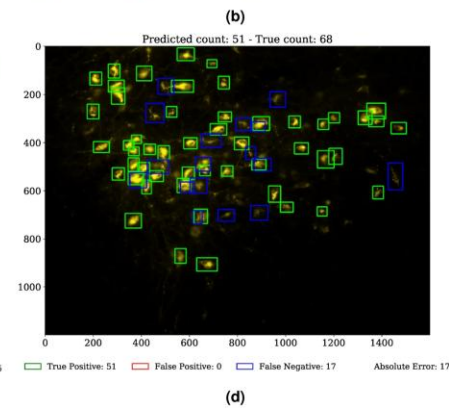 (b)
Predicted count: 51 - True count: 68
0
200
400
600
800
1000
0 200 400 600 800 1000 1200 1400
True Positive: 51 False Positive: 0 False Negative: 17 Absolute Error: 17
(d)